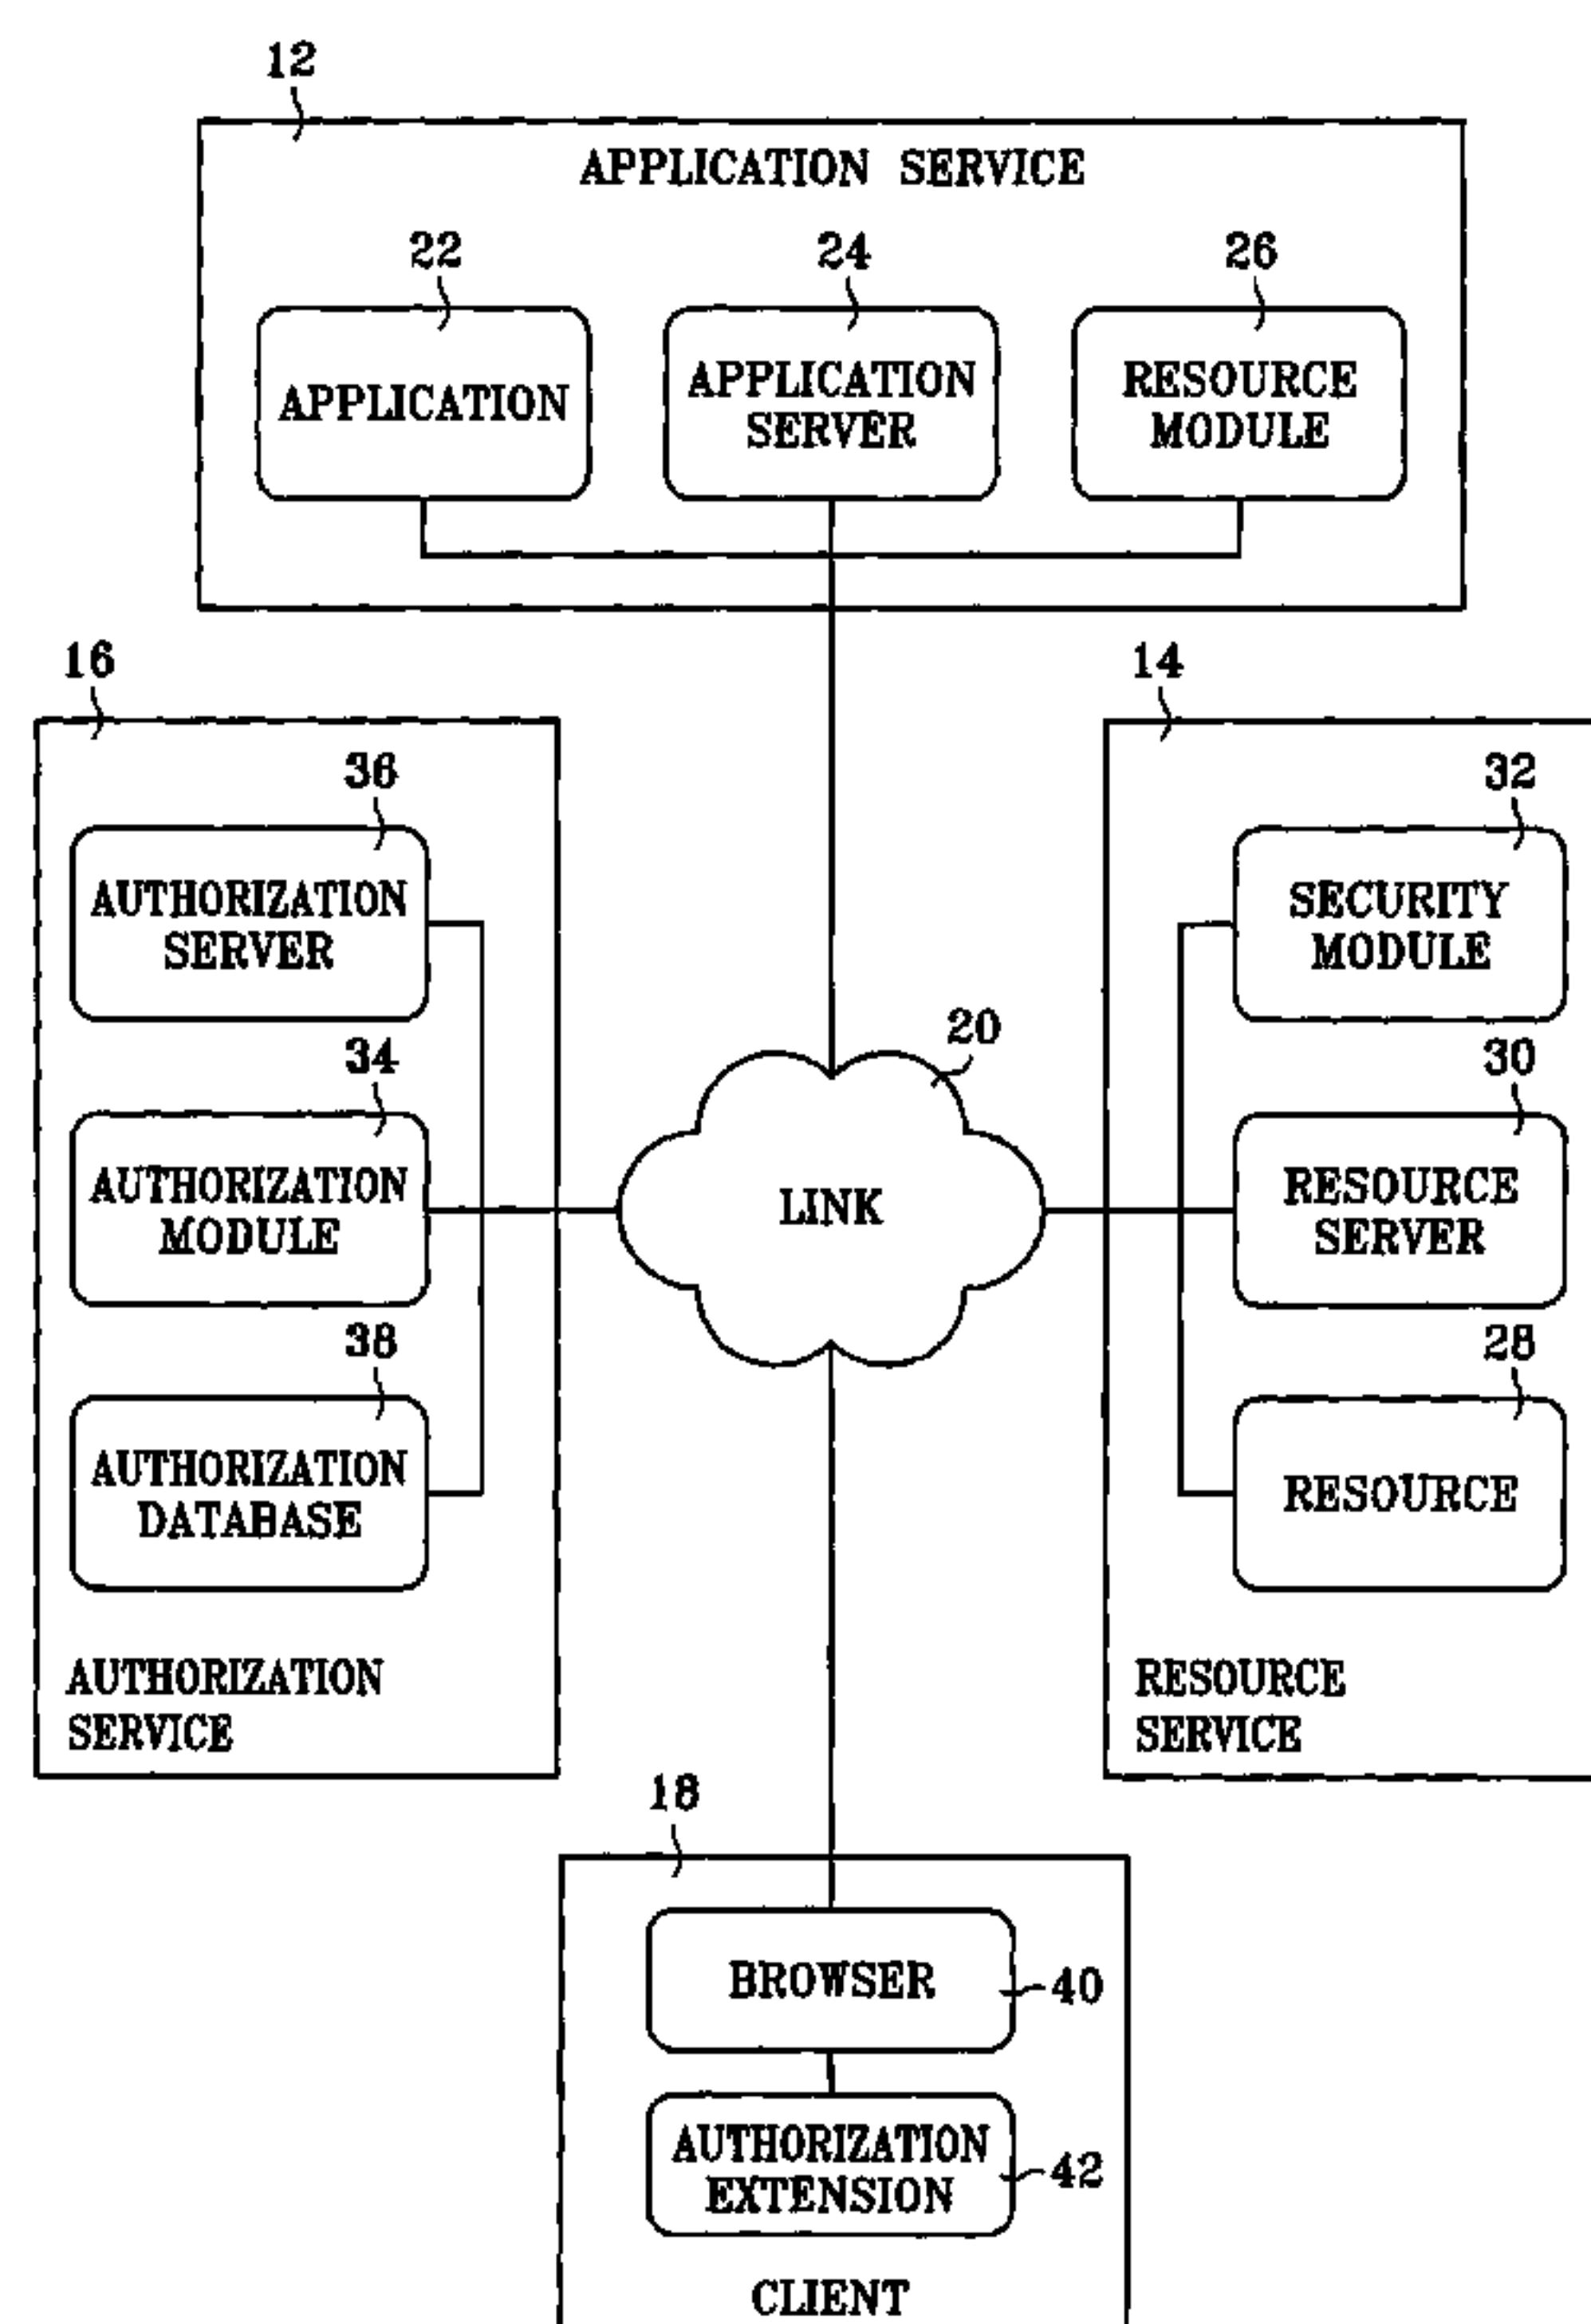 12
APPLICATION SERVICE
22
24
26
APPLICATION
APPLICATION
SERVER
RESOURCE
MODULE
16
36
AUTHORIZATION
SERVER
34
AUTHORIZATION
MODULE
38
AUTHORIZATION
DATABASE
AUTHORIZATION
SERVICE
20
LINK
14
32
SECURITY
MODULE
30
RESOURCE
SERVER
28
RESOURCE
RESOURCE
SERVICE
18
BROWSER
40
AUTHORIZATION
EXTENSION
42
CLIENT